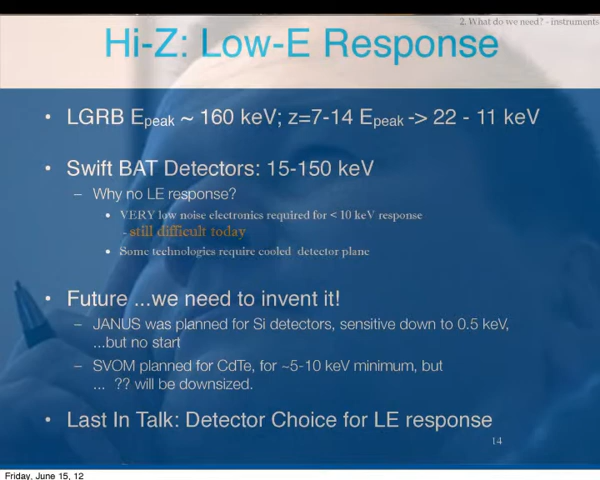 2. What do we need? - instruments
Hi-Z: Low-E Response
• LGRB Epeak ~ 160 keV; z=7-14 Epeak -> 22 - 11 keV
• Swift BAT Detectors: 15-150 keV
– Why no LE response?
• VERY low noise electronics required for < 10 keV response
- still difficult today
• Some technologies require cooled detector plane
• Future ...we need to invent it!
– JANUS was planned for Si detectors, sensitive down to 0.5 keV,
...but no start
– SVOM planned for CdTe, for ~5-10 keV minimum, but
... ?? will be downsized.
• Last In Talk: Detector Choice for LE response
14
Friday, June 15, 12